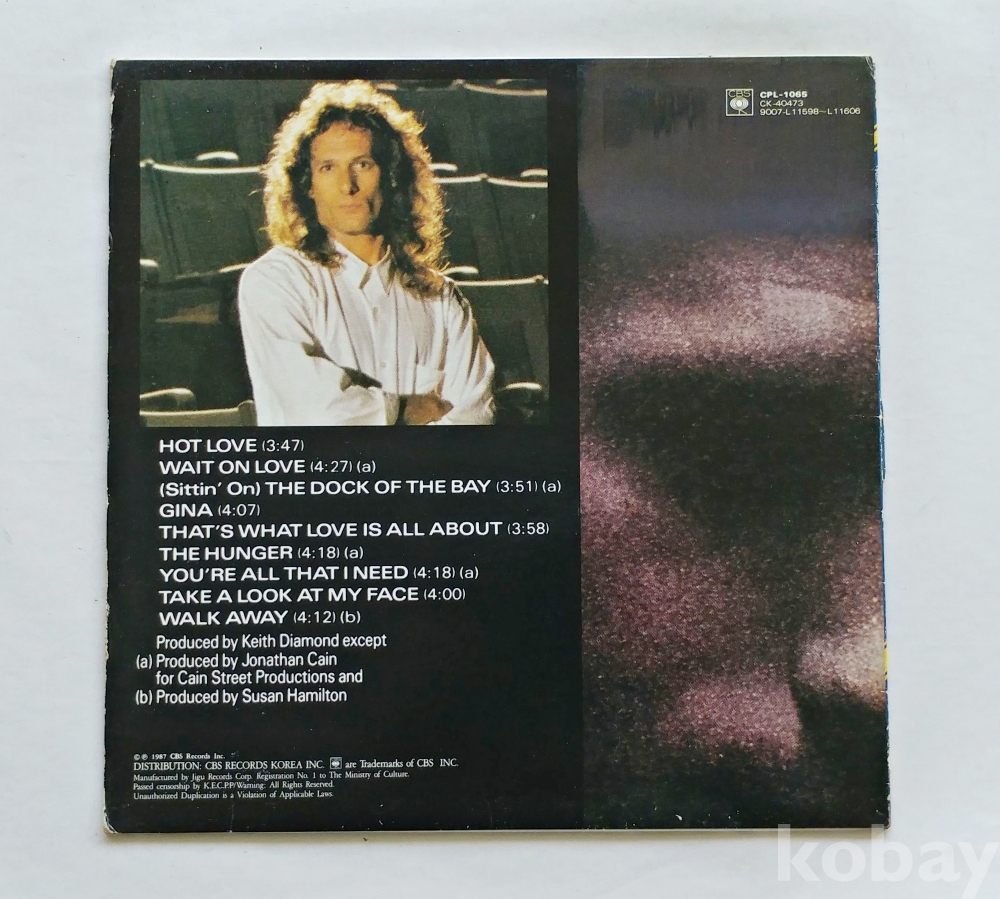 CBS
CPL-1065
CK-40473
9007-L11598~L11606
HOT LOVE (3:47)
WAIT ON LOVE (4:27) (a)
(Sittin' On) THE DOCK OF THE BAY (3:51) (a)
GINA (4:07)
THAT'S WHAT LOVE IS ALL ABOUT (3:58)
THE HUNGER (4:18) (a)
YOU'RE ALL THAT I NEED (4:18) (a)
TAKE A LOOK AT MY FACE (4:00)
WALK AWAY (4:12) (b)
Produced by Keith Diamond except
(a) Produced by Jonathan Cain
for Cain Street Productions and
(b) Produced by Susan Hamilton
© ℗ 1987 CBS Records Inc.
DISTRIBUTION: CBS RECORDS KOREA INC. are Trademarks of CBS INC.
Manufactured by Jigu Records Corp. Registration No. 1 to The Ministry of Culture.
Passed censorship by K.E.C.P.P/Warning: All Rights Reserved.
Unauthorized Duplication is a Violation of Applicable Laws.
kobay